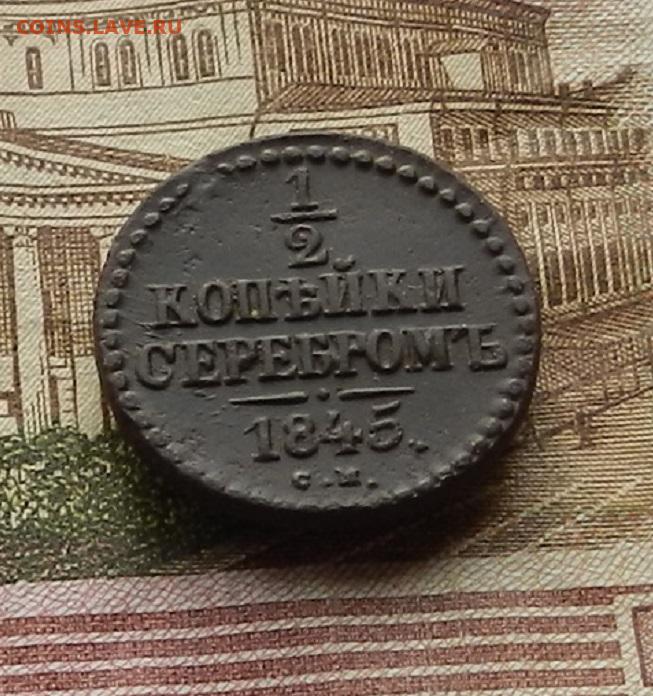 COINS.LAVE.RU
1
2
КОПѢЙКИ
СЕРЕБРОМЪ
1845.
С.М.